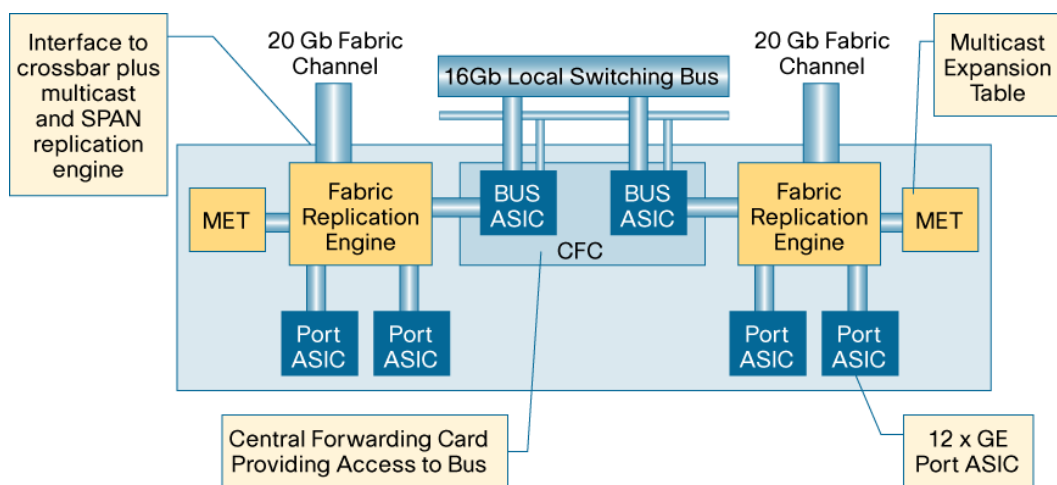 Interface to
crossbar plus
multicast
and SPAN
replication
engine
20 Gb Fabric
Channel
16Gb Local Switching Bus
20 Gb Fabric
Channel
Multicast
Expansion
Table
MET
Fabric
Replication
Engine
BUS
ASIC
BUS
ASIC
CFC
Fabric
Replication
Engine
MET
Port
ASIC
Port
ASIC
Port
ASIC
Port
ASIC
Central Forwarding Card
Providing Access to Bus
12 x GE
Port ASIC